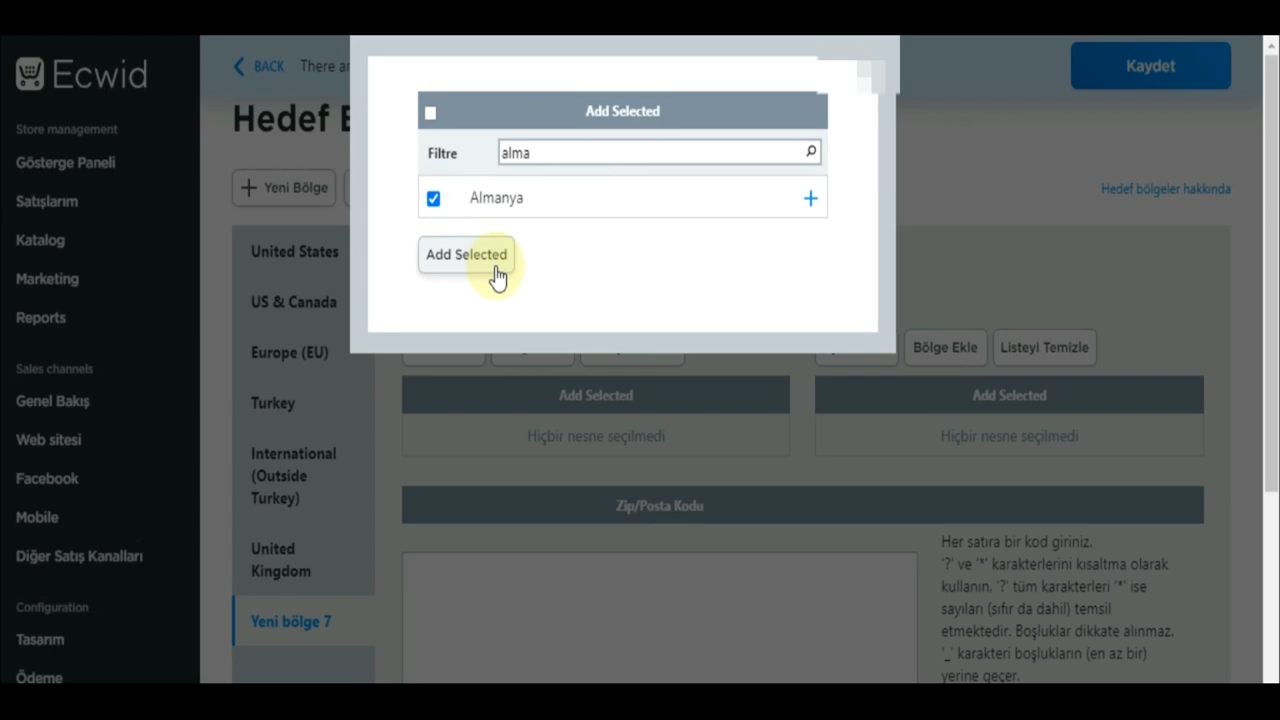 Ecwid
Store management
Gösterge Paneli
Satışlarım
Katalog
Marketing
Reports
Sales channels
Genel Bakış
Web sitesi
Facebook
Mobile
Diğer Satış Kanalları
Configuration
Tasarım
Ödeme
BACK There
Kaydet
Hedef
Yeni Bölge
Hedef bölgeler hakkında
United States
US & Canada
Europe (EU)
Turkey
International
(Outside
Turkey)
United
Kingdom
Yeni bölge 7
Add Selected
Filtre alma
Almanya
Add Selected
Bölge Ekle
Listeyi Temizle
Add Selected
Hiçbir nesne seçilmedi
Add Selected
Hiçbir nesne seçilmedi
Zip/Posta Kodu
Her satıra bir kod giriniz.
'?' ve '*' karakterlerini kısaltma olarak
kullanın. '?' tüm karakterleri '*' ise
sayıları (sıfır da dahil) temsil
etmektedir. Boşluklar dikkate alınmaz.
'_' karakteri boşlukların (en az bir)
yerine geçer.